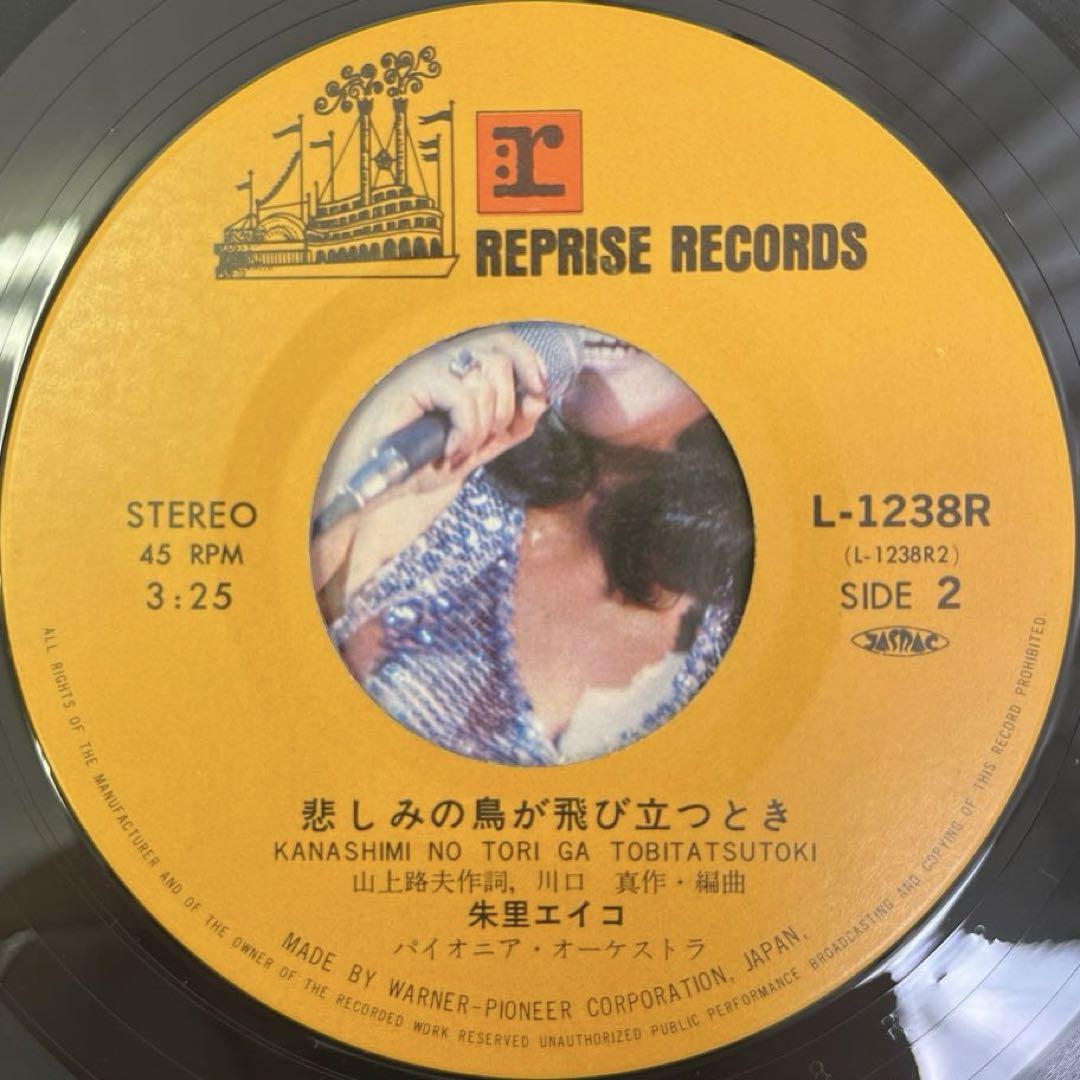 r
REPRISE RECORDS
STEREO
45 RPM
3:25
L-1238R
(L-1238R2)
SIDE 2
JASRAC
悲しみの鳥が飛び立つとき
KANASHIMI NO TORI GA TOBITATSUTOKI
山上路夫作詞, 川口 真作・編曲
朱里エイコ
パイオニア・オーケストラ
MADE BY WARNER-PIONEER CORPORATION, JAPAN.
ALL RIGHTS OF THE MANUFACTURER AND OF THE OWNER OF THE RECORDED WORK RESERVED UNAUTHORIZED PUBLIC PERFORMANCE BROADCASTING AND COPYING OF THIS RECORD PROHIBITED